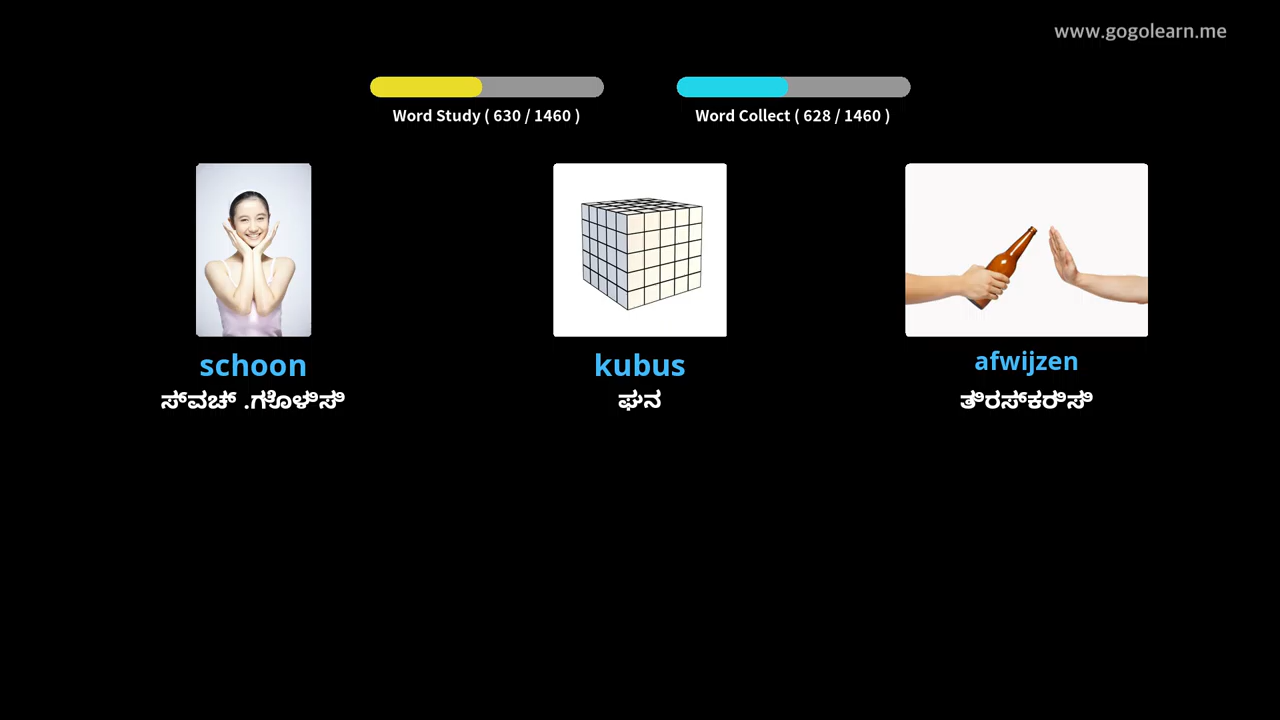 www.gogolearn.me
Word Study ( 630 / 1460 )
Word Collect ( 628 / 1460 )
schoon
kubus
afwijzen
ಸ್ವಚ್ .ಗೊಳಿಸಿ
ಘನ
ತಿರಸ್ಕರಿಸಿ